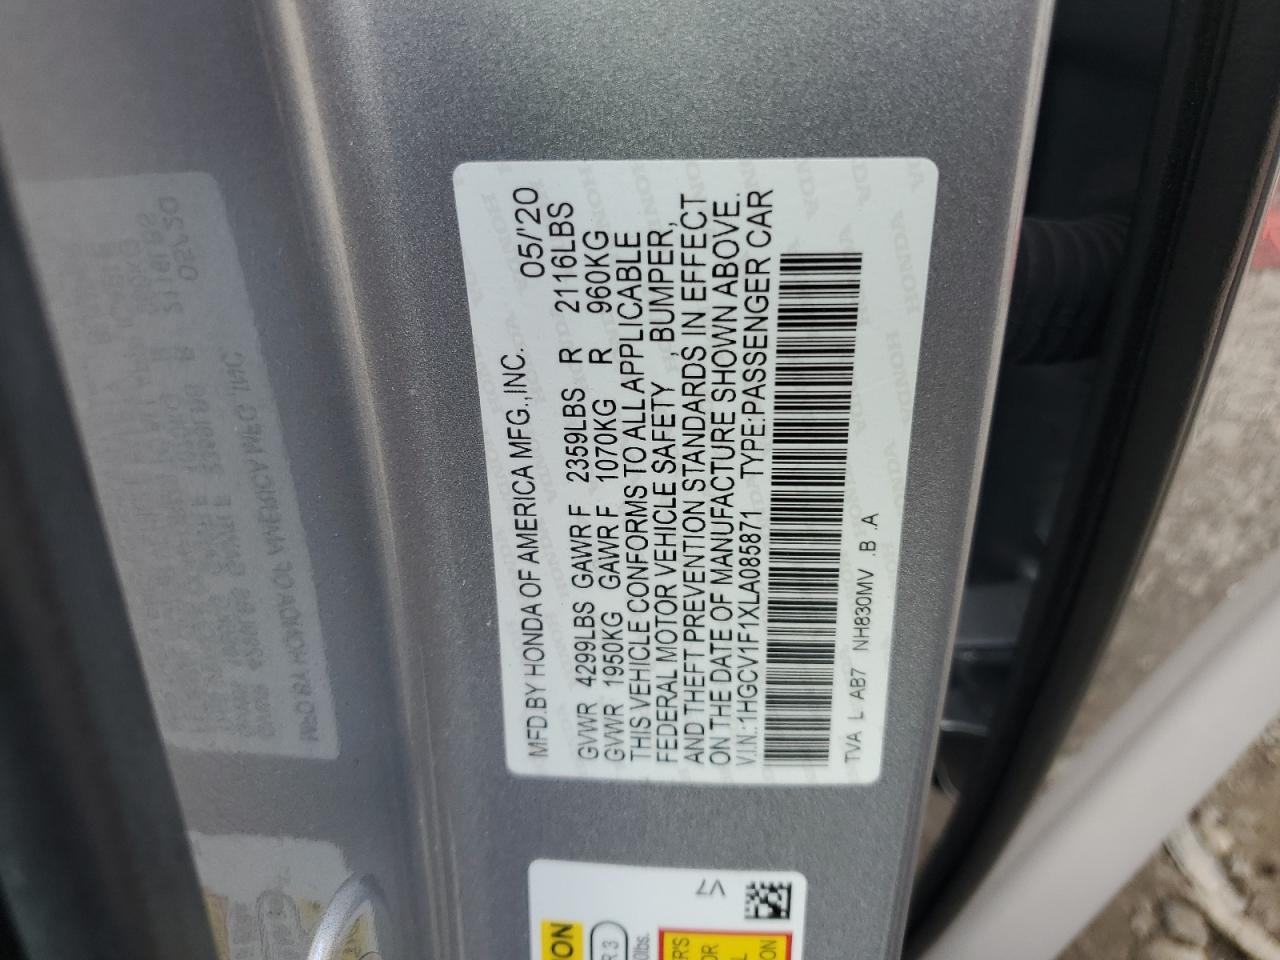 MFD.BY HONDA OF AMERICA MFG.,INC. 05/'20
GVWR 4299LBS GAWR F 2359LBS R 2116LBS
GVWR 1950KG GAWR F 1070KG R 960KG
THIS VEHICLE CONFORMS TO ALL APPLICABLE
FEDERAL MOTOR VEHICLE SAFETY , BUMPER,
AND THEFT PREVENTION STANDARDS IN EFFECT
ON THE DATE OF MANUFACTURE SHOWN ABOVE.
V.I.N.:1HGCV1F1XLA085871 TYPE:PASSENGER CAR
TVA L AB7 NH830MV .B .A
V7